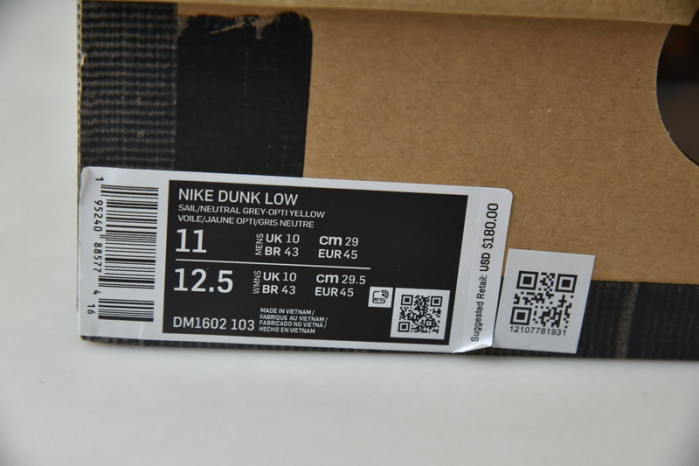 NIKE DUNK LOW
SAIL/NEUTRAL GREY-OPTI YELLOW
VOILE/JAUNE OPTI/GRIS NEUTRE
11 MENS UK 10 cm 29
BR 43 EUR 45
12.5 WMNS UK 10 cm 29.5
BR 43 EUR 45
DM1602 103
MADE IN VIETNAM /
FABRIQUE AU VIETNAM /
FABRICADO NO VIETNÃ /
HECHO EN VIETNAM
1 95240 88577 4 16
Suggested Retail: USD $180.00
12107781931